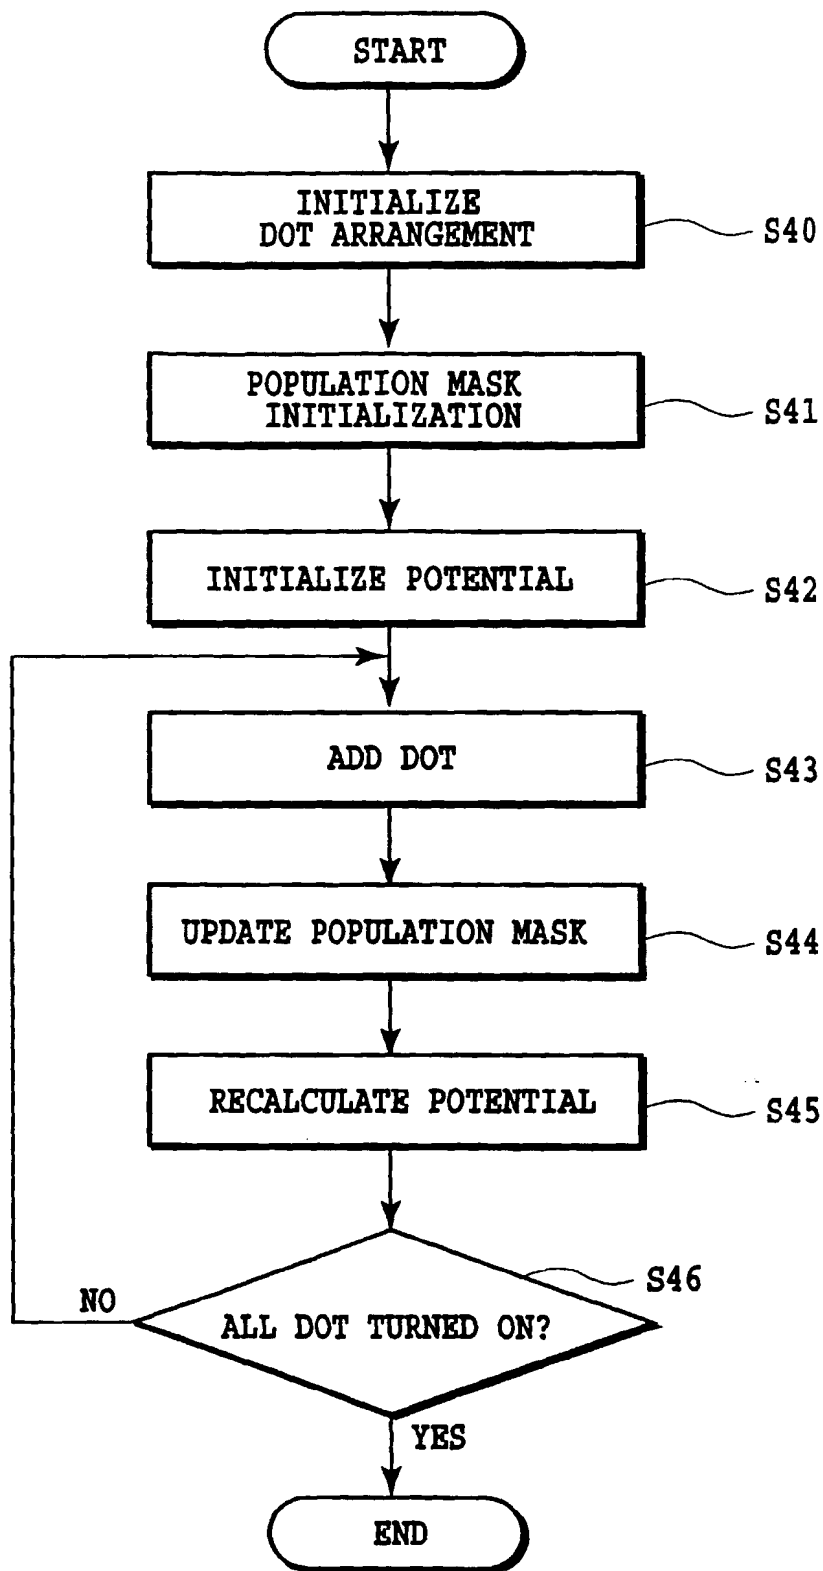 START
INITIALIZE
DOT ARRANGEMENT
S40
POPULATION MASK
INITIALIZATION
S41
INITIALIZE POTENTIAL
S42
ADD DOT
S43
UPDATE POPULATION MASK
S44
RECALCULATE POTENTIAL
S45
S46
NO
ALL DOT TURNED ON?
YES
END